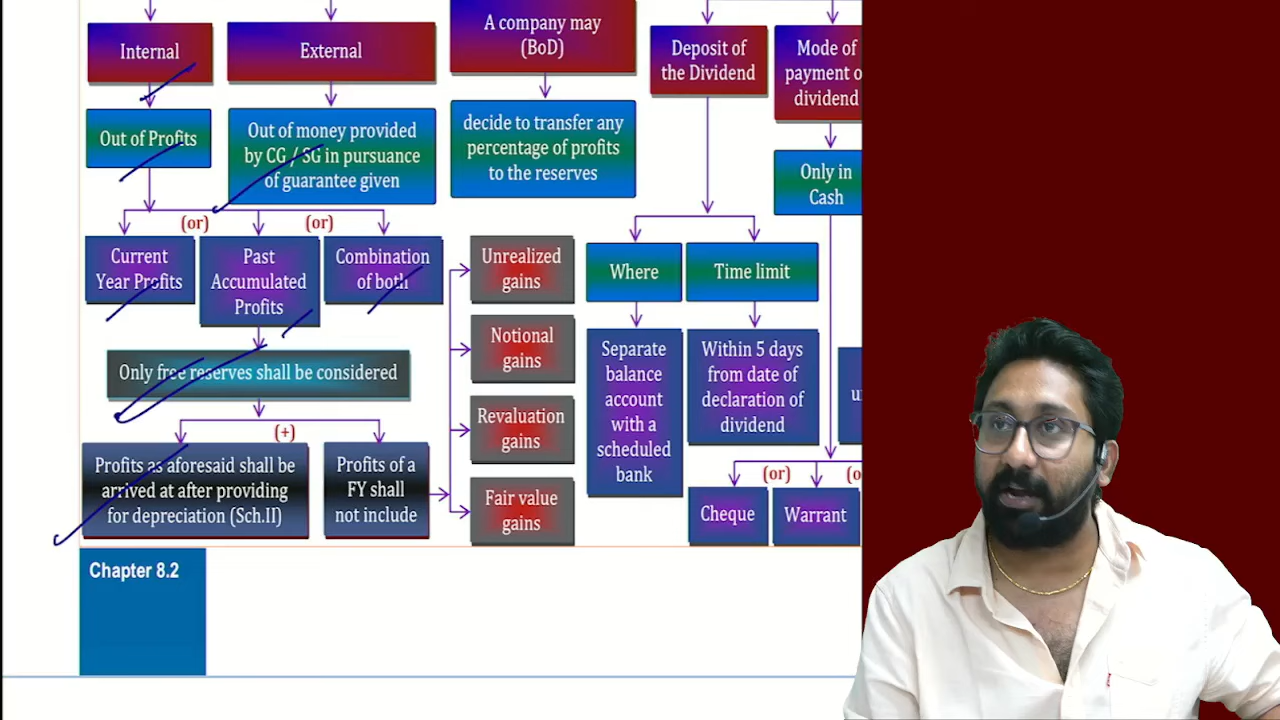 Internal
External
A company may
(BoD)
Deposit of
the Dividend
Mode of
payment o
dividend
Out of Profits
Out of money provided
by CG / SG in pursuance
of guarantee given
decide to transfer any
percentage of profits
to the reserves
Only in
Cash
(or)
(or)
Current
Year Profits
Past
Accumulated
Profits
Combination
of both
Unrealized
gains
Where
Time limit
Notional
gains
Separate
balance
account
with a
scheduled
bank
Within 5 days
from date of
declaration of
dividend
Only free reserves shall be considered
u
Revaluation
gains
(+)
Profits as aforesaid shall be
arrived at after providing
for depreciation (Sch.II)
Profits of a
FY shall
not include
Fair value
gains
(or)
(o
Cheque
Warrant
Chapter 8.2